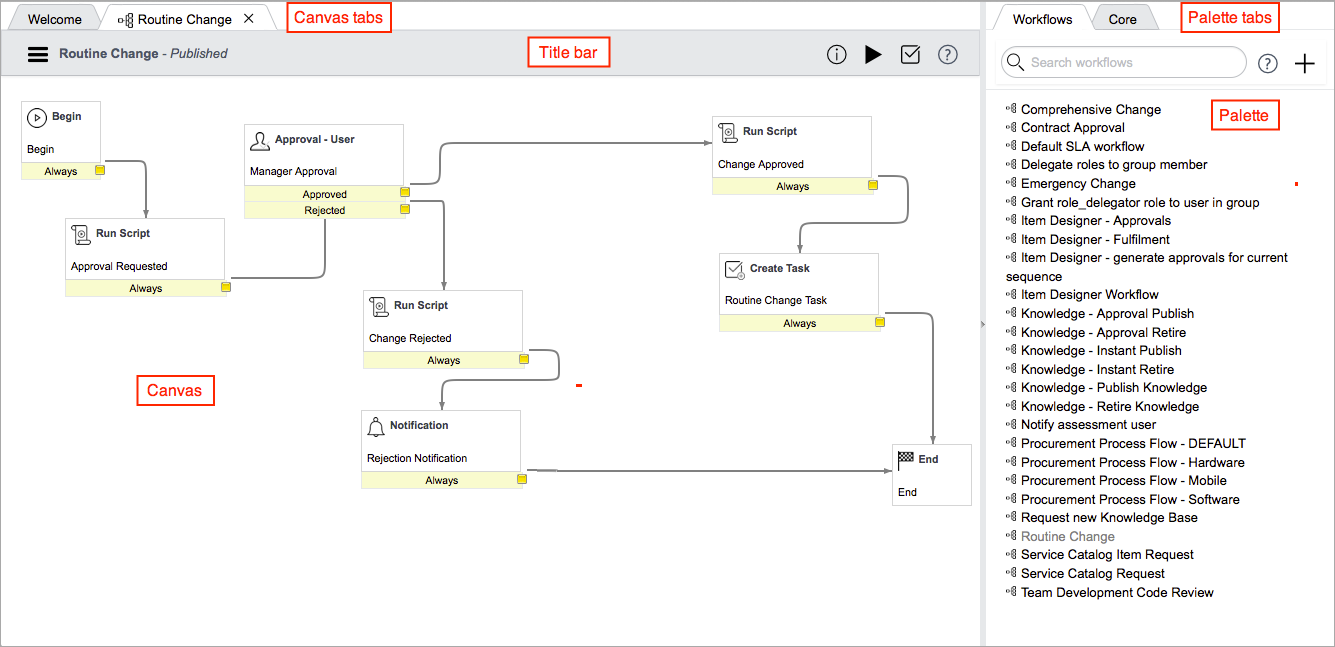 Welcome
Routine Change
Canvas tabs
Workflows
Core
Palette tabs
Routine Change - Published
Title bar
Search workflows
Begin
Begin
Always
Run Script
Approval Requested
Always
Approval - User
Manager Approval
Approved
Rejected
Run Script
Change Rejected
Always
Notification
Rejection Notification
Always
Run Script
Change Approved
Always
Create Task
Routine Change Task
Always
End
End
Canvas
Palette
Comprehensive Change
Contract Approval
Default SLA workflow
Delegate roles to group member
Emergency Change
Grant role_delegator role to user in group
Item Designer - Approvals
Item Designer - Fulfilment
Item Designer - generate approvals for current
sequence
Item Designer Workflow
Knowledge - Approval Publish
Knowledge - Approval Retire
Knowledge - Instant Publish
Knowledge - Instant Retire
Knowledge - Publish Knowledge
Knowledge - Retire Knowledge
Notify assessment user
Procurement Process Flow - DEFAULT
Procurement Process Flow - Hardware
Procurement Process Flow - Mobile
Procurement Process Flow - Software
Request new Knowledge Base
Routine Change
Service Catalog Item Request
Service Catalog Request
Team Development Code Review